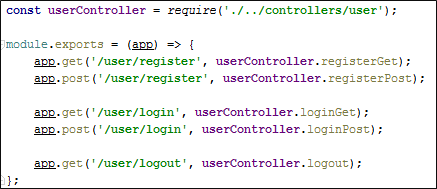 const userController = require('./../controllers/user');
module.exports = (app) => {
app.get('/user/register', userController.registerGet);
app.post('/user/register', userController.registerPost);
app.get('/user/login', userController.loginGet);
app.post('/user/login', userController.loginPost);
app.get('/user/logout', userController.logout);
};